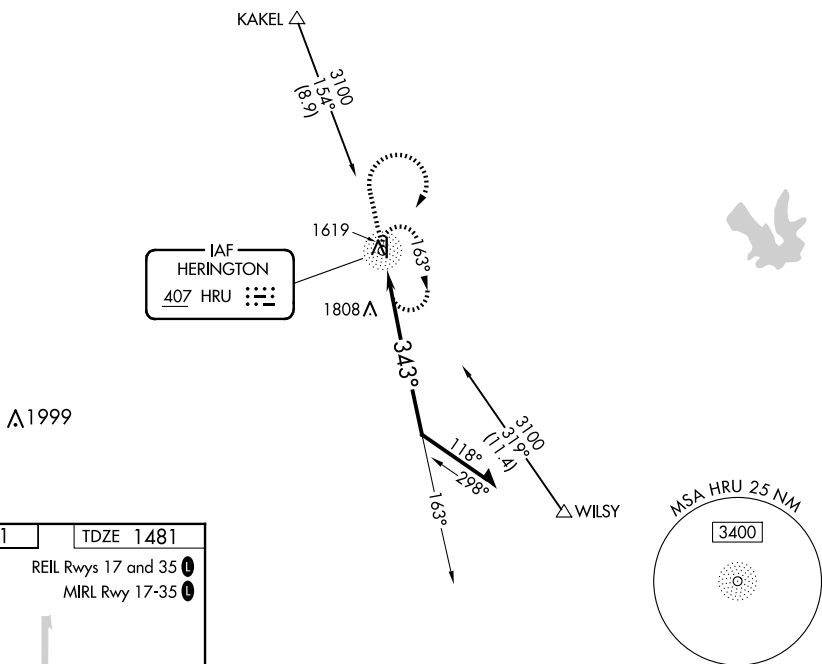 KAKEL
3100
154°
(8.9)
1619
163°
IAF
HERINGTON
407 HRU
1808
343°
1999
3100
319°
(11.4)
118°
298°
163°
WILSY
MSA HRU 25 NM
3400
1
TDZE 1481
REIL Rwys 17 and 35 L
MIRL Rwy 17-35 L